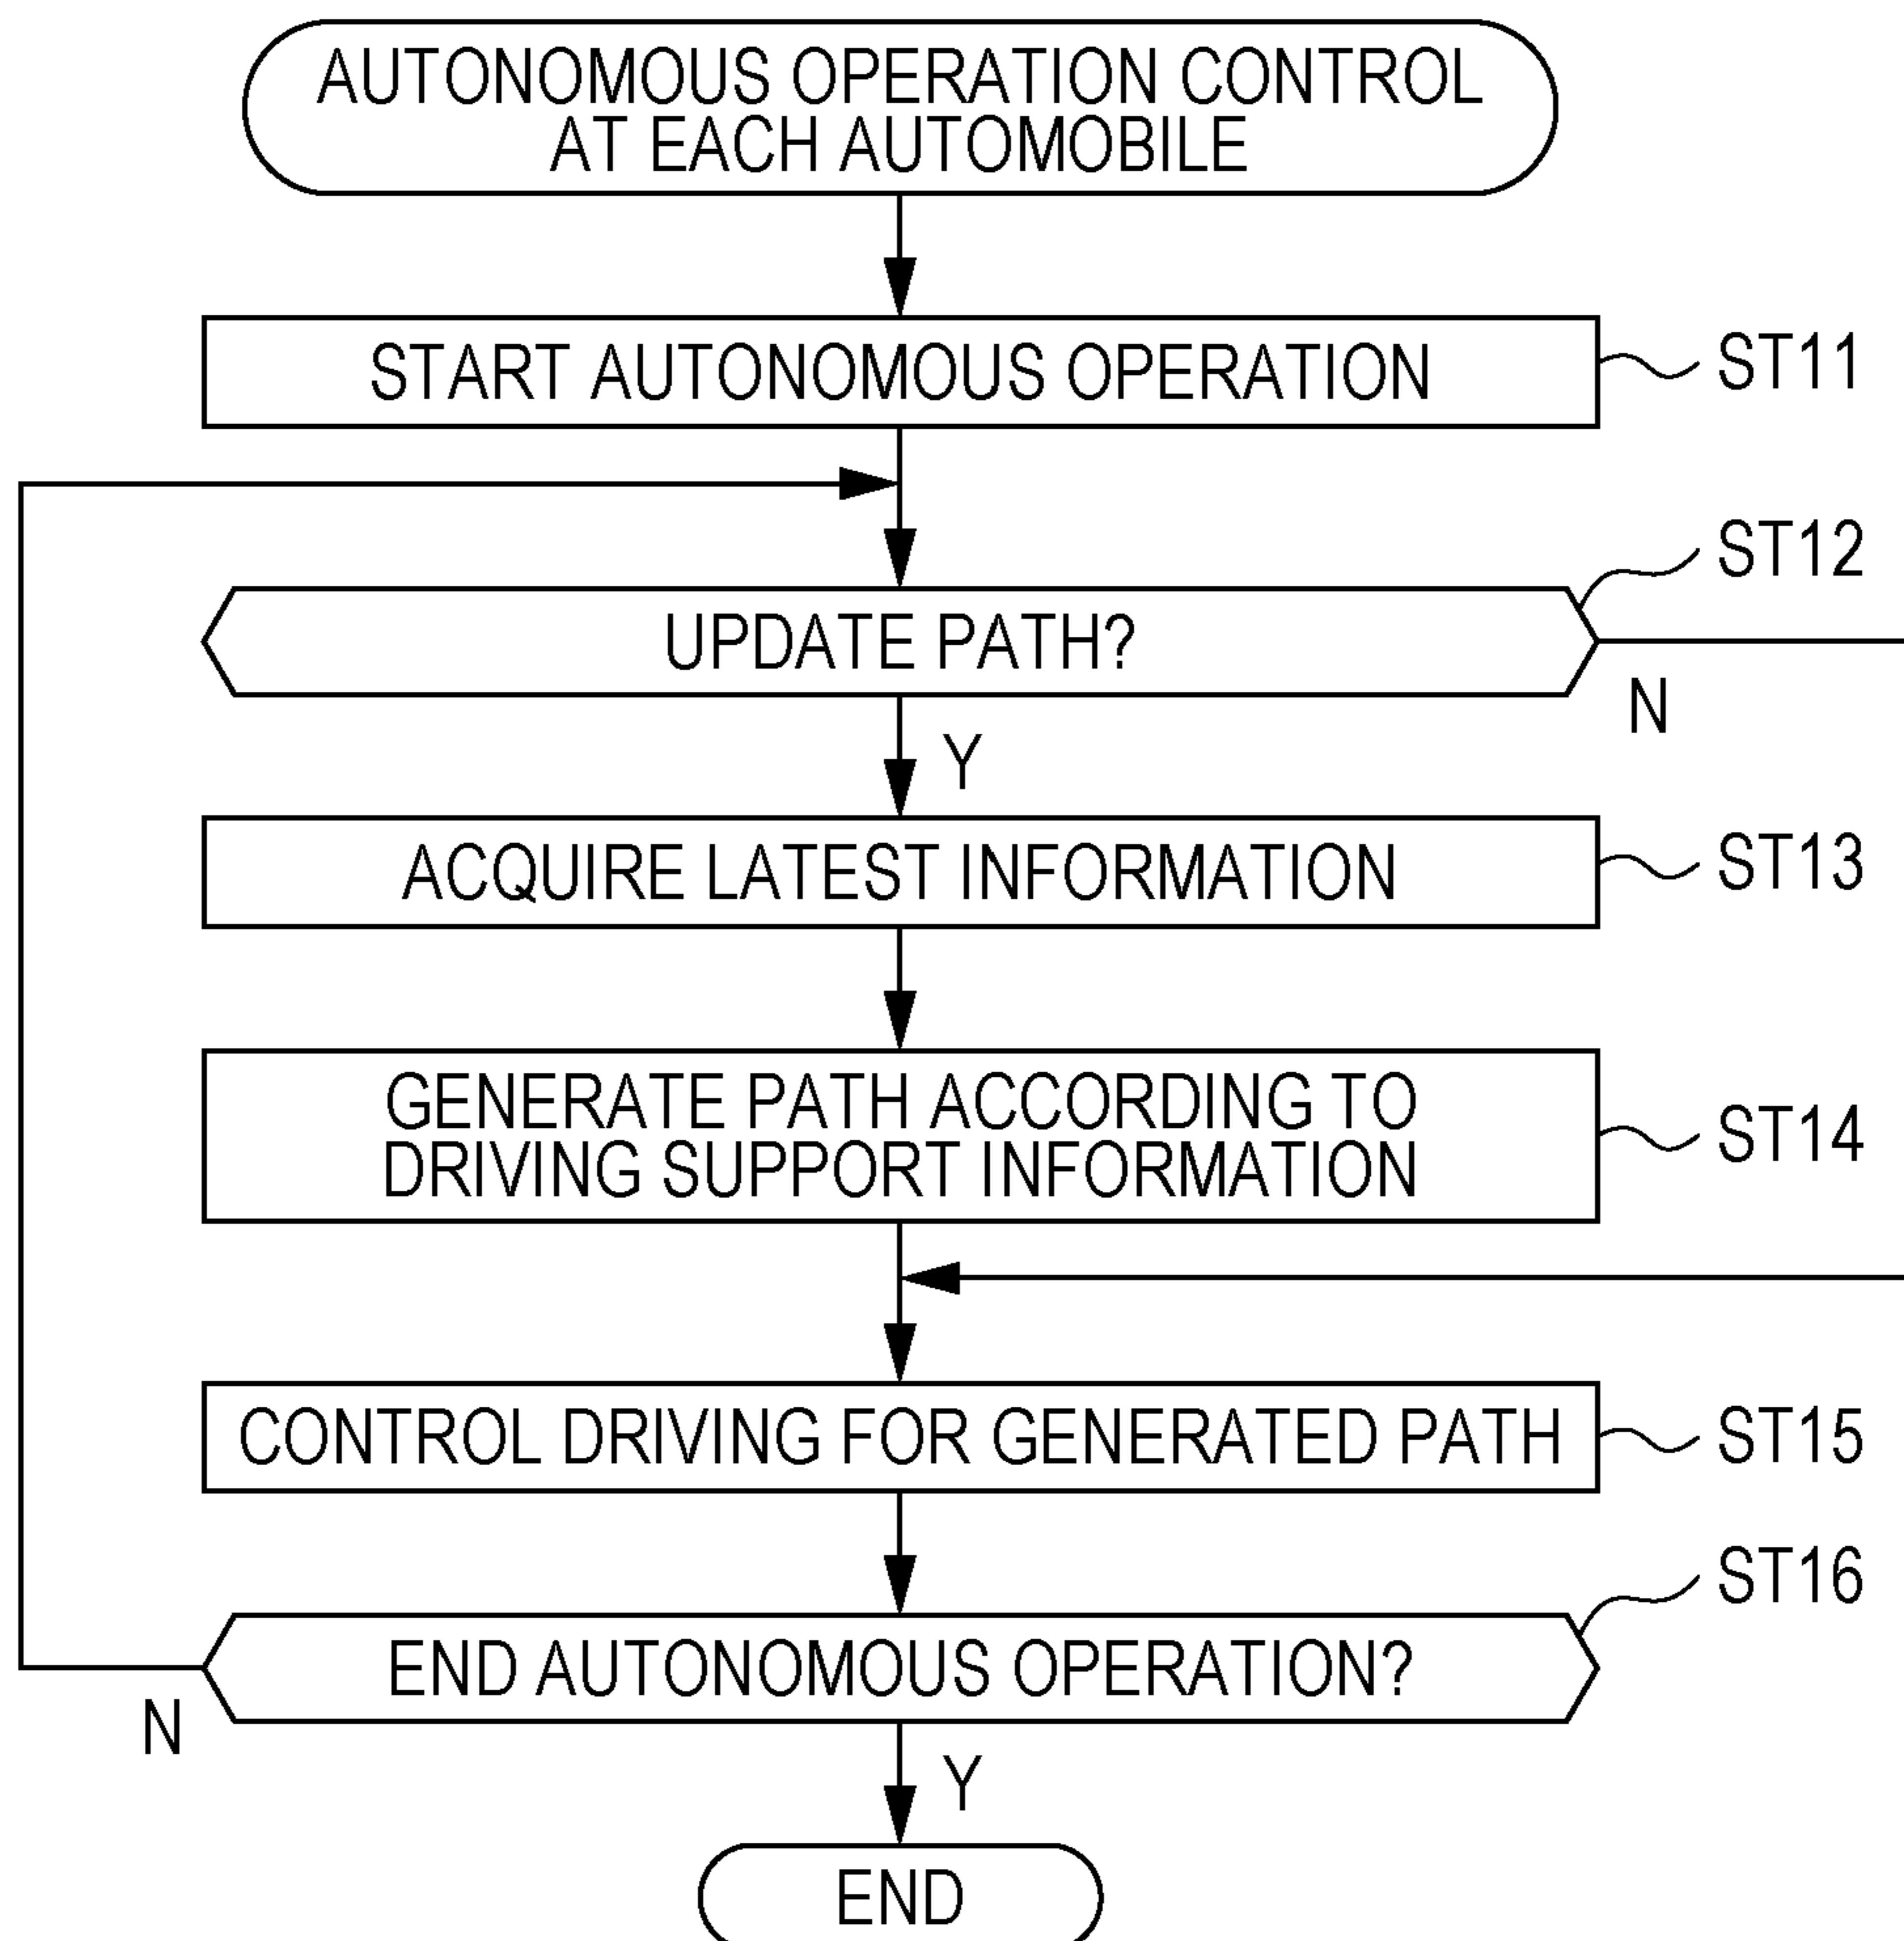 AUTONOMOUS OPERATION CONTROL
AT EACH AUTOMOBILE
START AUTONOMOUS OPERATION
ST11
ST12
UPDATE PATH?
N
Y
ACQUIRE LATEST INFORMATION
ST13
GENERATE PATH ACCORDING TO
DRIVING SUPPORT INFORMATION
ST14
CONTROL DRIVING FOR GENERATED PATH
ST15
ST16
END AUTONOMOUS OPERATION?
N
Y
END